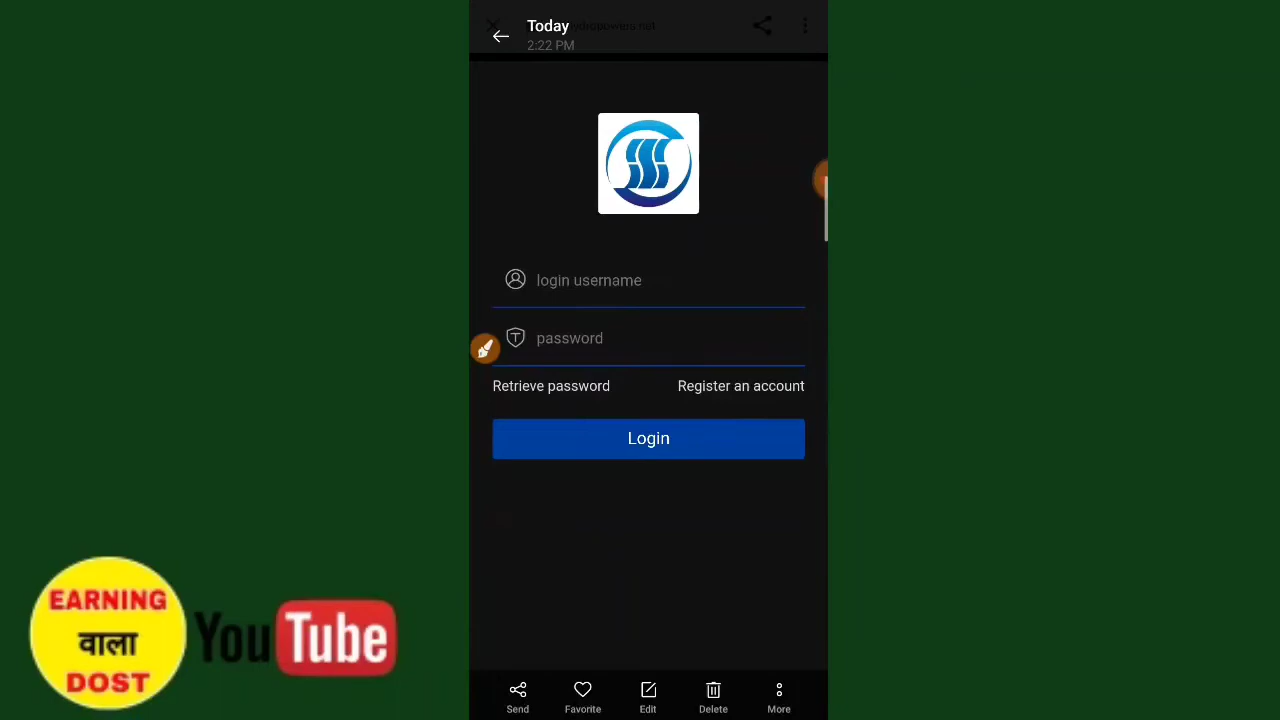 Today
2:22 PM
login username
password
Retrieve password
Register an account
Login
Send
Favorite
Edit
Delete
More
EARNING
वाला
DOST
YouTube